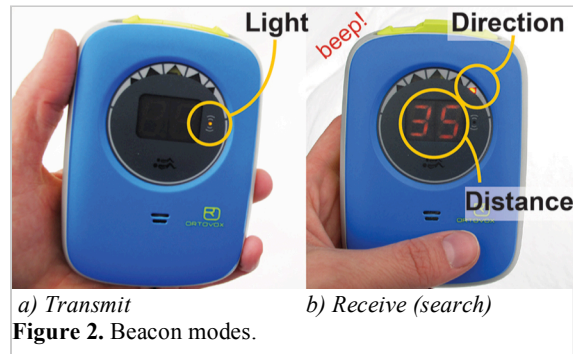 Light
beep!
Direction
35
Distance
ORTOVOX
ORTOVOX
a) Transmit
b) Receive (search)
Figure 2. Beacon modes.